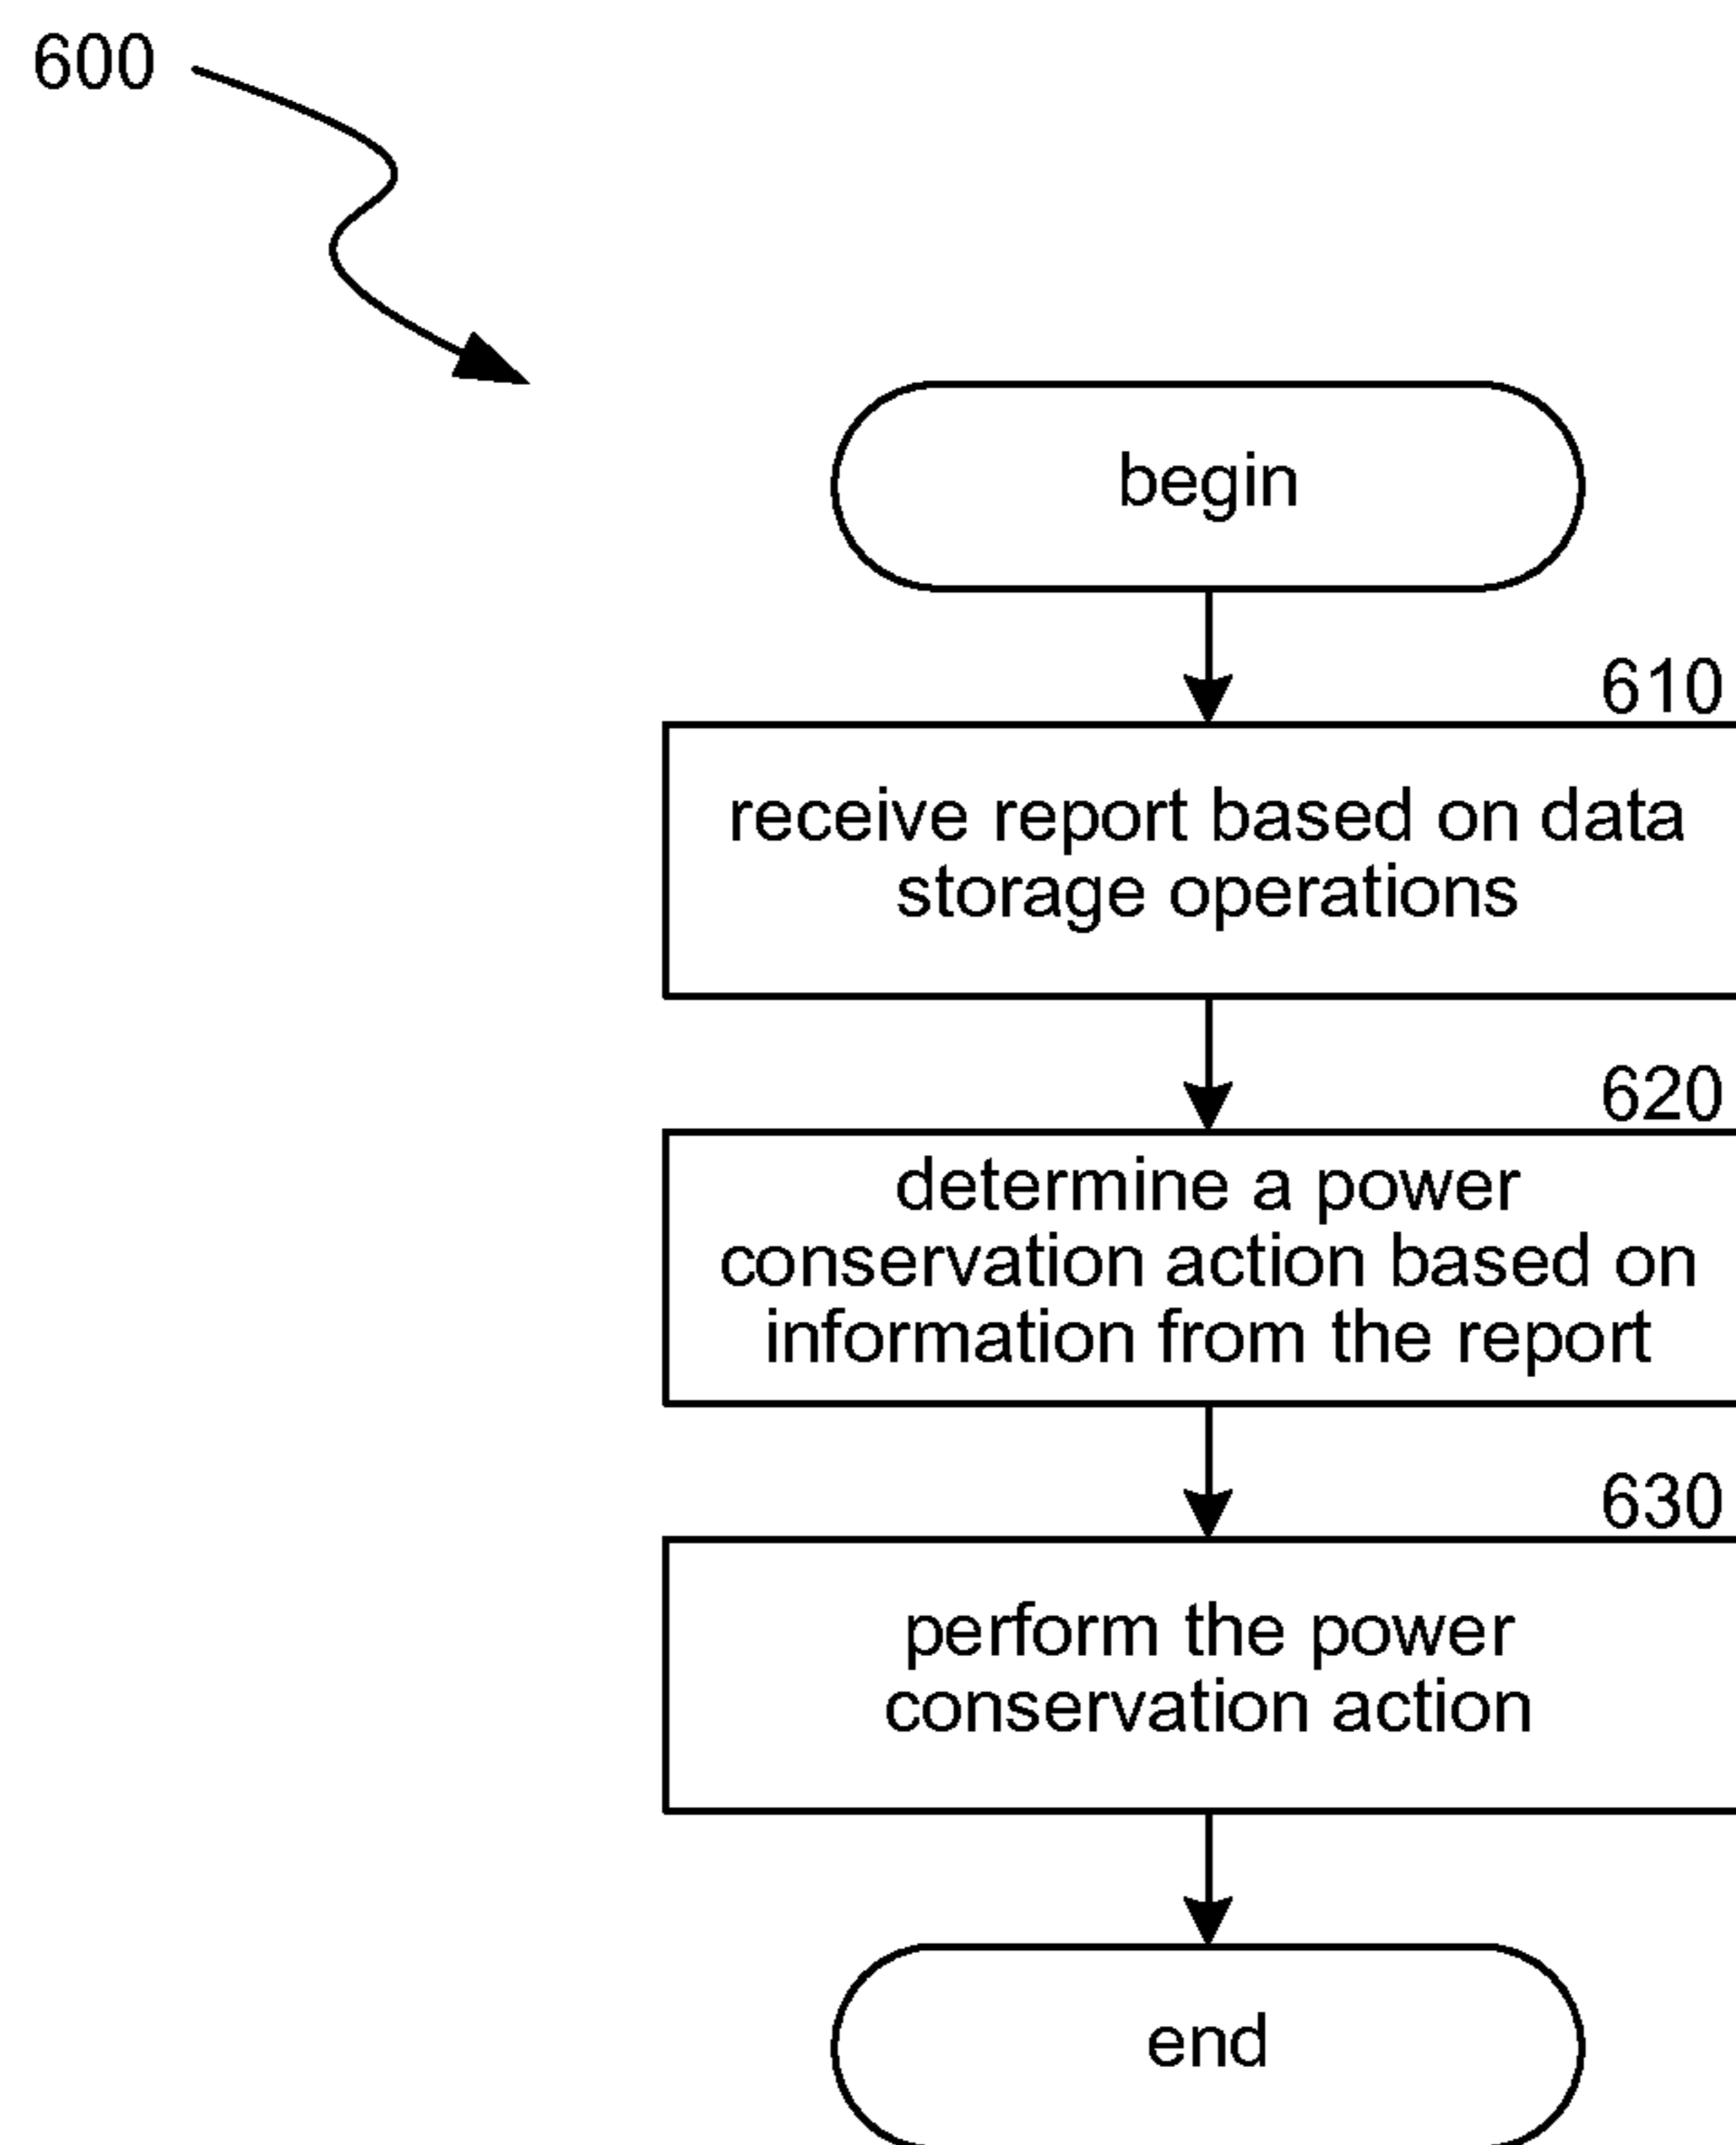 600
begin
610
receive report based on data
storage operations
620
determine a power
conservation action based on
information from the report
630
perform the power
conservation action
end